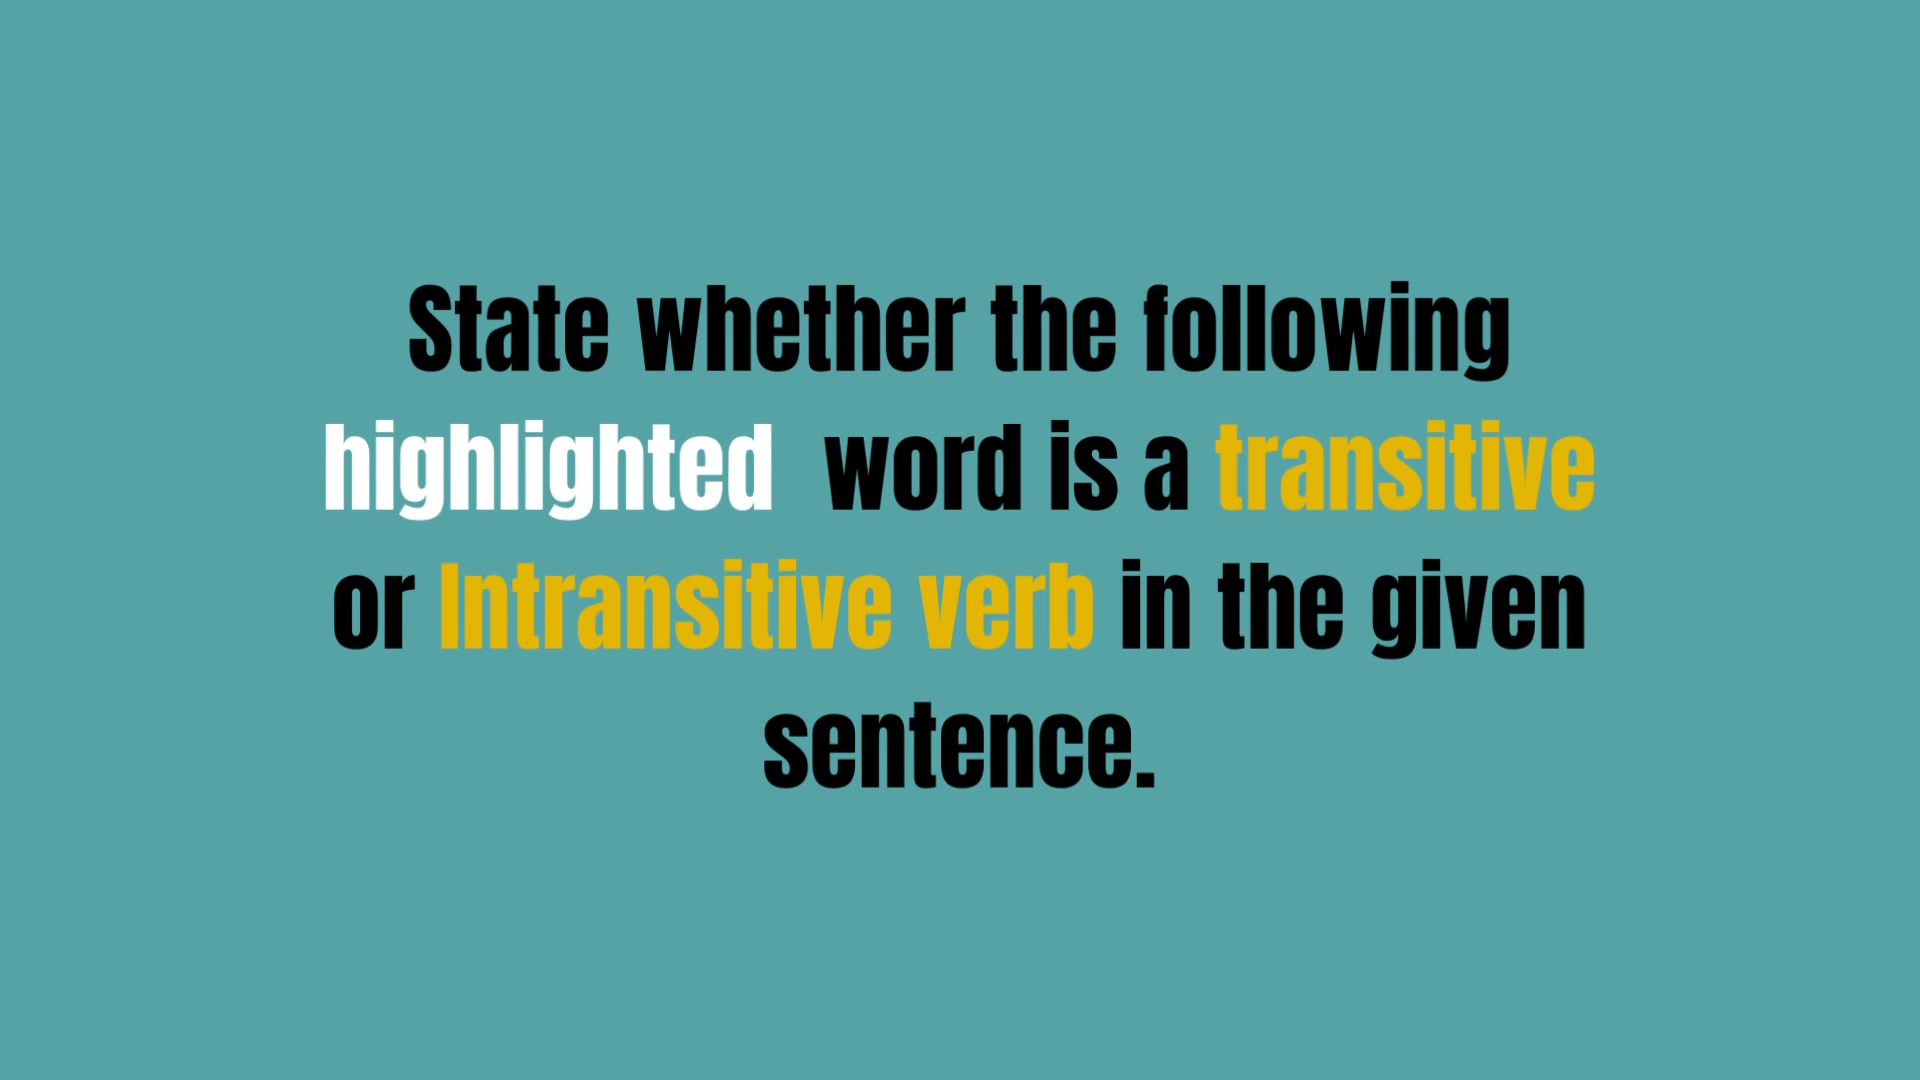 State whether the following
highlighted word is a transitive
or Intransitive verb in the given
sentence.